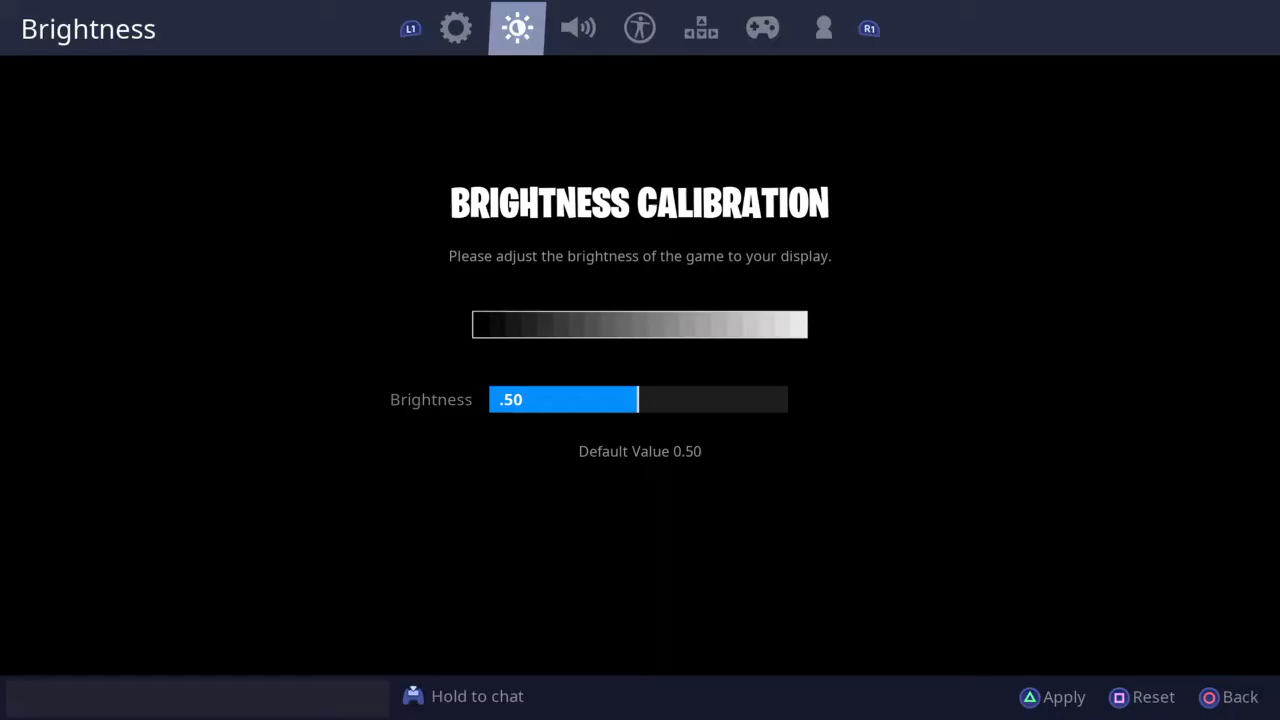 Brightness
L1
R1
BRIGHTNESS CALIBRATION
Please adjust the brightness of the game to your display.
Brightness .50
Default Value 0.50
Hold to chat
Apply Reset Back